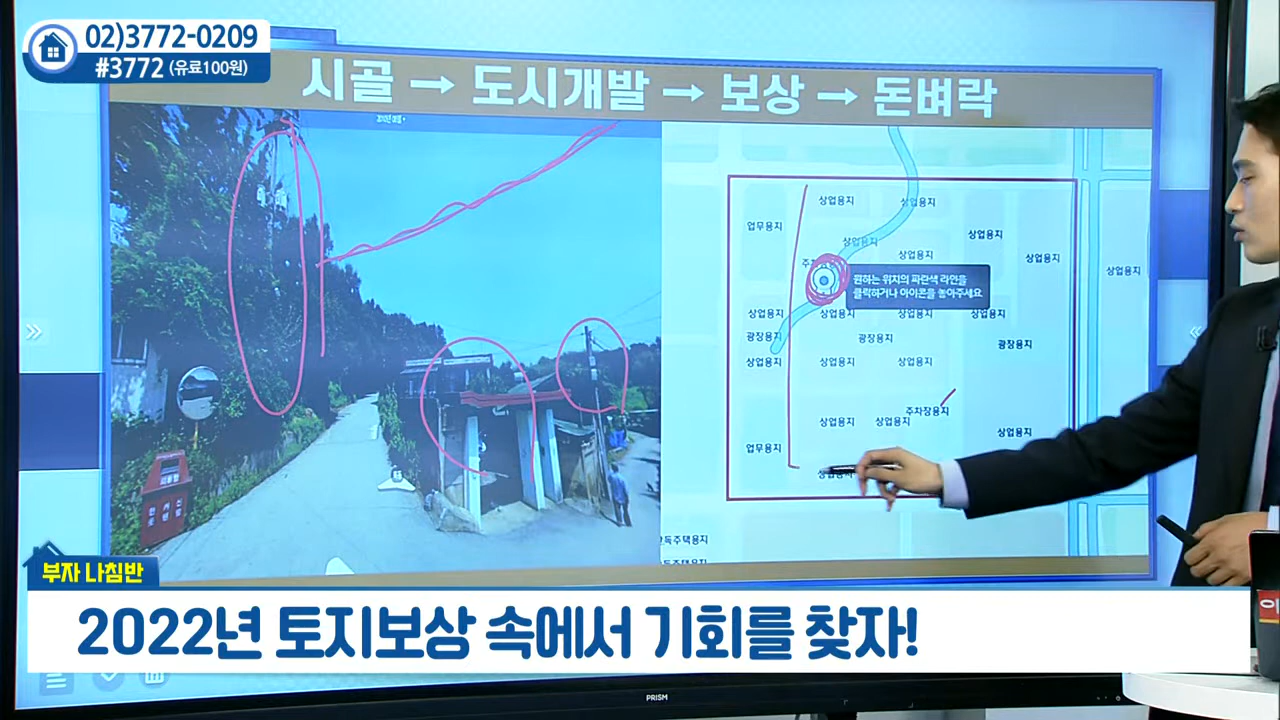 02)3772-0209
#3772 (유료100원)
시골 → 도시개발 → 보상 → 돈벼락
상업용지
상업용지
업무용지
상업용지
상업용지
상업용지
상업용지
상업용지
원하는 위치의 파란색 라인을
클릭하거나 아이콘을 놓아주세요
상업용지
상업용지
상업용지
상업용지
광장용지
광장용지
광장용지
상업용지
상업용지
상업용지
주차장용지
상업용지
상업용지
상업용지
업무용지
단독주택용지
부자 나침반
2022년 토지보상 속에서 기회를 찾자!
PRISM